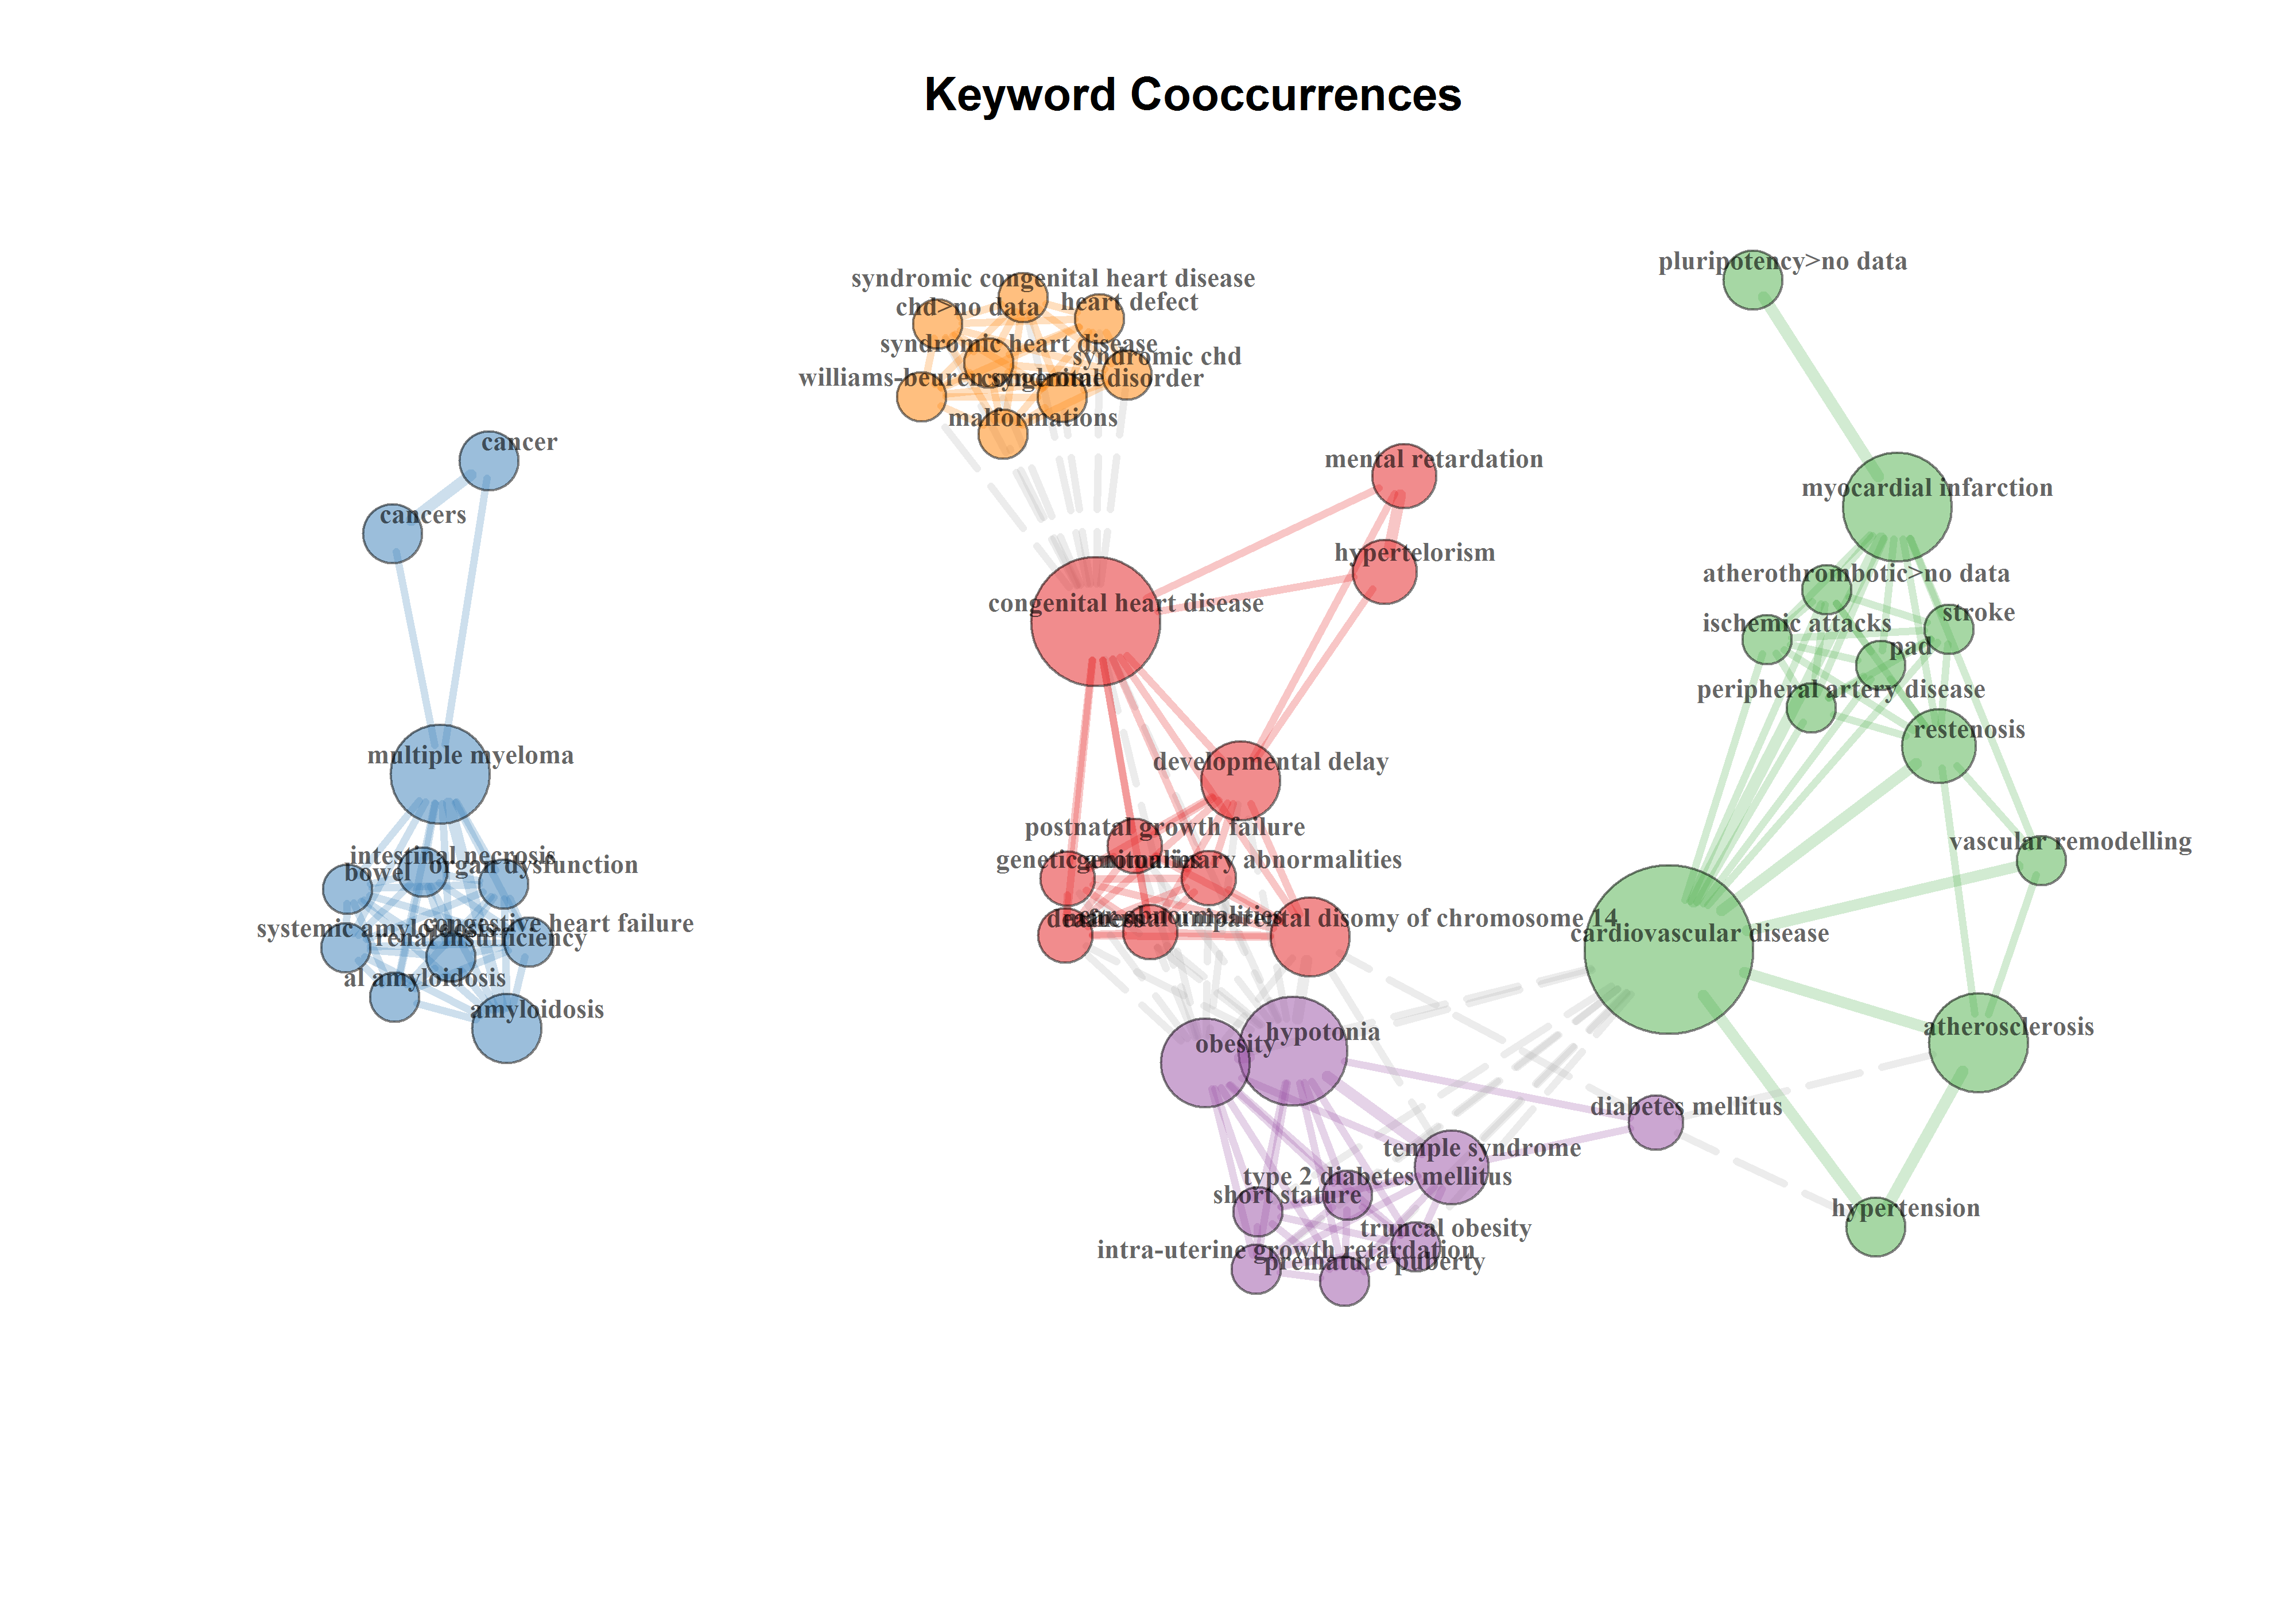 Keyword Cooccurrences
pluripotency>no data
syndromic congenital heart disease
chd>no data
heart defect
syndromic heart disease
syndromic chd
williams-beuren syndrome
congenital disorder
malformations
cancer
cancers
mental retardation
hypertelorism
myocardial infarction
atherothrombotic>no data
ischemic attacks
stroke
pad
peripheral artery disease
restenosis
congenital heart disease
multiple myeloma
developmental delay
postnatal growth failure
genitourinary abnormalities
vascular remodelling
intestinal necrosis
organ dysfunction
bowel
systemic amyloidosis
congestive heart failure
renal insufficiency
al amyloidosis
amyloidosis
deafness
ear abnormalities
maternal uniparental disomy of chromosome 14
cardiovascular disease
hypotonia
obesity
atherosclerosis
diabetes mellitus
temple syndrome
type 2 diabetes mellitus
short stature
truncal obesity
intra-uterine growth retardation
premature puberty
hypertension